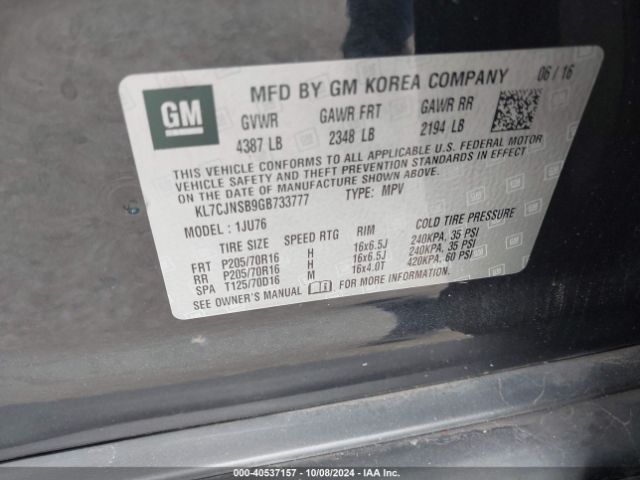 GM
MFD BY GM KOREA COMPANY 06 / 16
GVWR GAWR FRT GAWR RR
4387 LB 2348 LB 2194 LB
THIS VEHICLE CONFORMS TO ALL APPLICABLE U.S. FEDERAL MOTOR
VEHICLE SAFETY AND THEFT PREVENTION STANDARDS IN EFFECT
ON THE DATE OF MANUFACTURE SHOWN ABOVE.
KL7CJNSB9GB733777 TYPE: MPV
MODEL : 1JU76
TIRE SIZE SPEED RTG RIM COLD TIRE PRESSURE
FRT P205/70R16 H 16x6.5J 240KPA, 35 PSI
RR P205/70R16 H 16x6.5J 240KPA, 35 PSI
SPA T125/70D16 M 16x4.0T 420KPA, 60 PSI
SEE OWNER'S MANUAL FOR MORE INFORMATION.
000-40537157 - 10/08/2024 - IAA Inc.